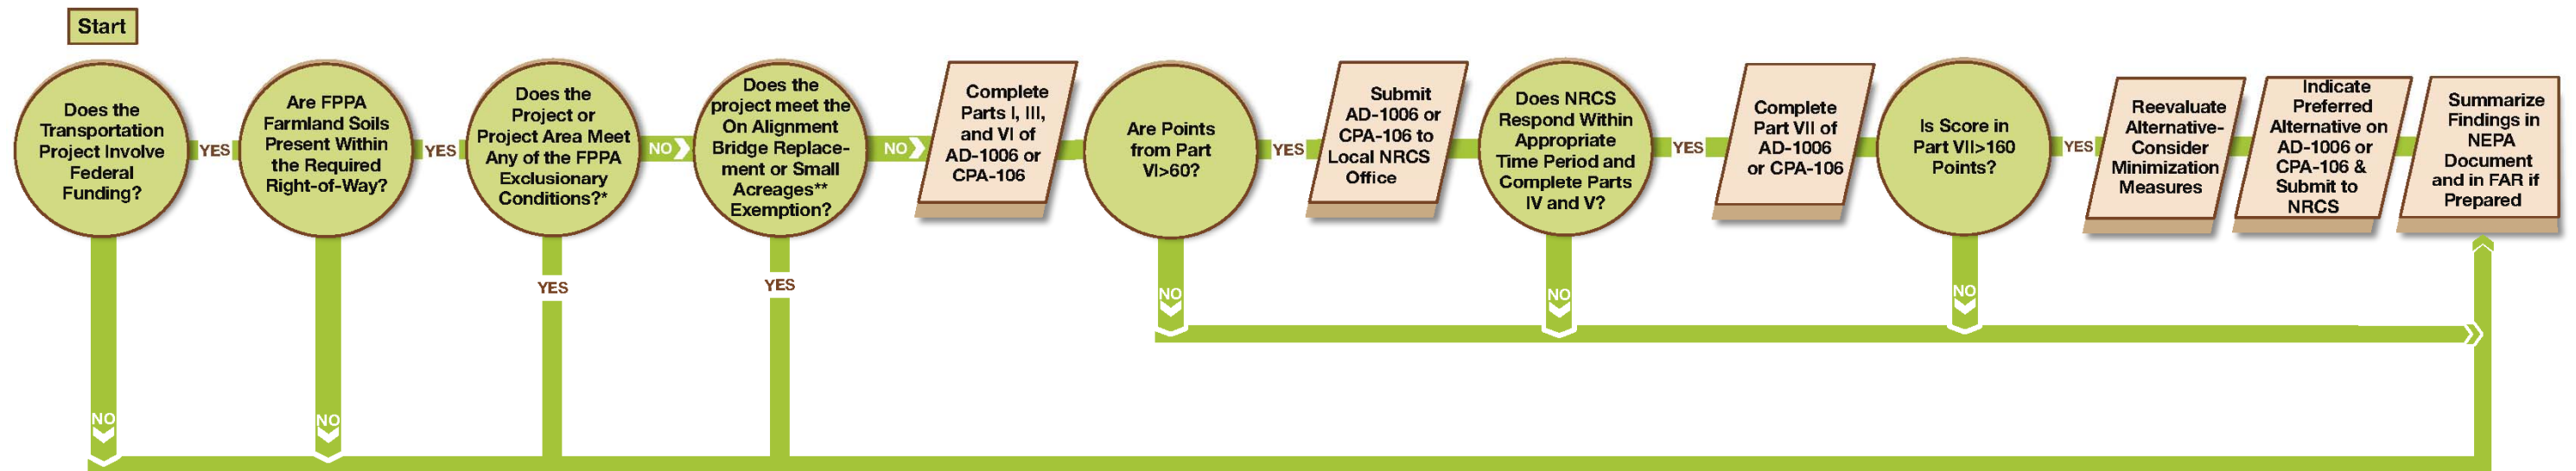 Start
Does the
Transportation
Project Involve
Federal
Funding?
YES
NO
Are FPPA
Farmland Soils
Present Within
the Required
Right-of-Way?
YES
NO
Does the
Project or
Project Area Meet
Any of the FPPA
Exclusionary
Conditions?*
NO
YES
Does the
project meet the
On Alignment
Bridge Replace-
ment or Small
Acreages**
Exemption?
NO
YES
Complete
Parts I, III,
and VI of
AD-1006 or
CPA-106
Are Points
from Part
VI>60?
YES
NO
Submit
AD-1006 or
CPA-106 to
Local NRCS
Office
Does NRCS
Respond Within
Appropriate
Time Period and
Complete Parts
IV and V?
YES
NO
Complete
Part VII of
AD-1006
or CPA-106
Is Score in
Part VII>160
Points?
YES
NO
Reevaluate
Alternative-
Consider
Minimization
Measures
Indicate
Preferred
Alternative on
AD-1006 or
CPA-106 &
Submit to
NRCS
Summarize
Findings in
NEPA
Document
and in FAR if
Prepared